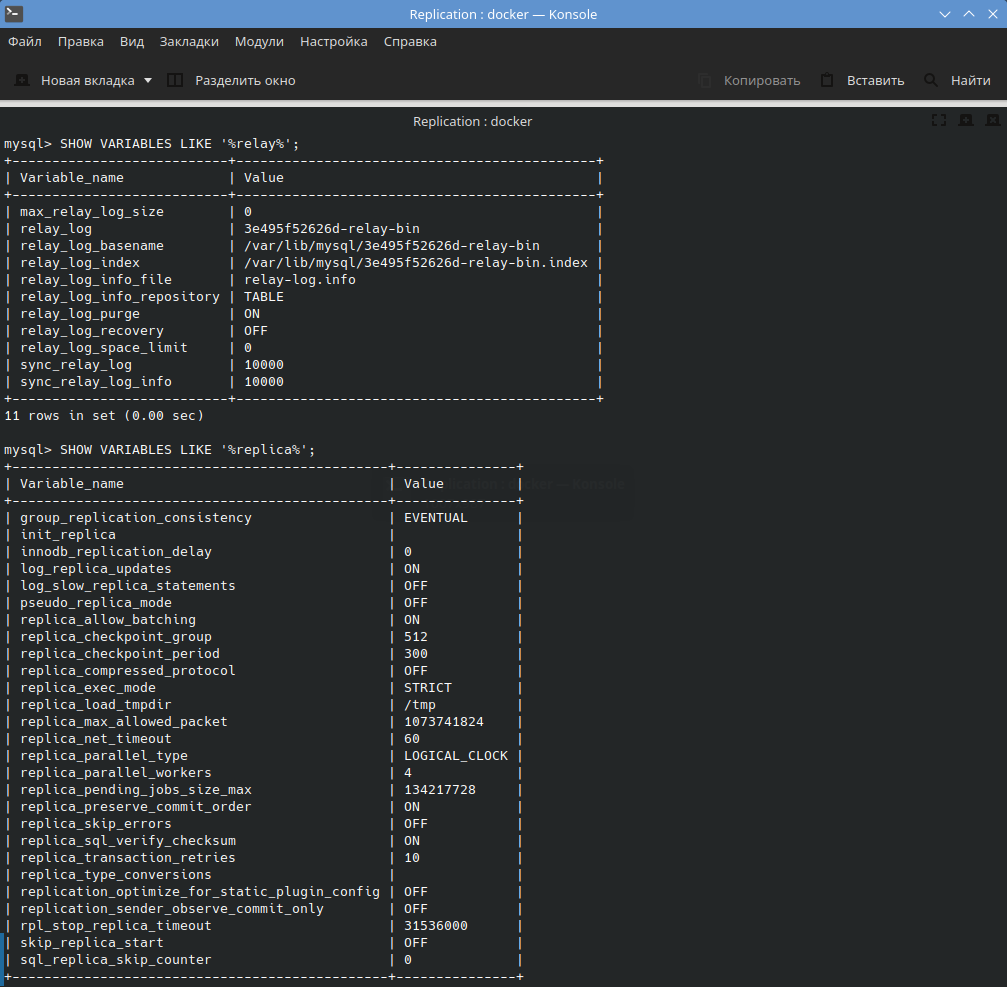 Replication : docker — Konsole
Файл Правка Вид Закладки Модули Настройка Справка
Новая вкладка Разделить окно Копировать Вставить Найти
Replication : docker
mysql> SHOW VARIABLES LIKE '%relay%';
+---------------------------+---------------------------------------------+
| Variable_name             | Value                                       |
+---------------------------+---------------------------------------------+
| max_relay_log_size        | 0                                           |
| relay_log                 | 3e495f52626d-relay-bin                      |
| relay_log_basename        | /var/lib/mysql/3e495f52626d-relay-bin       |
| relay_log_index           | /var/lib/mysql/3e495f52626d-relay-bin.index |
| relay_log_info_file       | relay-log.info                              |
| relay_log_info_repository | TABLE                                       |
| relay_log_purge           | ON                                          |
| relay_log_recovery        | OFF                                         |
| relay_log_space_limit     | 0                                           |
| sync_relay_log            | 10000                                       |
| sync_relay_log_info       | 10000                                       |
+---------------------------+---------------------------------------------+
11 rows in set (0.00 sec)
mysql> SHOW VARIABLES LIKE '%replica%';
+-----------------------------------------------+---------------+
| Variable_name                                 | Value         |
+-----------------------------------------------+---------------+
| group_replication_consistency                 | EVENTUAL      |
| init_replica                                  |               |
| innodb_replication_delay                      | 0             |
| log_replica_updates                           | ON            |
| log_slow_replica_statements                   | OFF           |
| pseudo_replica_mode                           | OFF           |
| replica_allow_batching                        | ON            |
| replica_checkpoint_group                      | 512           |
| replica_checkpoint_period                     | 300           |
| replica_compressed_protocol                   | OFF           |
| replica_exec_mode                             | STRICT        |
| replica_load_tmpdir                           | /tmp          |
| replica_max_allowed_packet                    | 1073741824    |
| replica_net_timeout                           | 60            |
| replica_parallel_type                         | LOGICAL_CLOCK |
| replica_parallel_workers                      | 4             |
| replica_pending_jobs_size_max                 | 134217728     |
| replica_preserve_commit_order                 | ON            |
| replica_skip_errors                           | OFF           |
| replica_sql_verify_checksum                   | ON            |
| replica_transaction_retries                   | 10            |
| replica_type_conversions                      |               |
| replication_optimize_for_static_plugin_config | OFF           |
| replication_sender_observe_commit_only        | OFF           |
| rpl_stop_replica_timeout                      | 31536000      |
| skip_replica_start                            | OFF           |
| sql_replica_skip_counter                      | 0             |
+-----------------------------------------------+---------------+